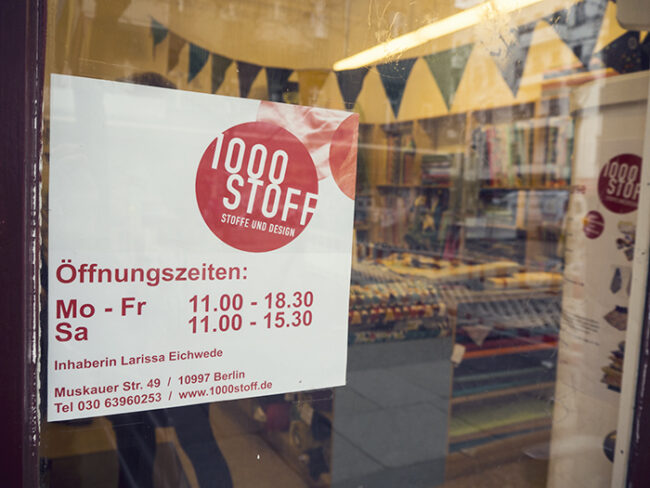 1000
STOFF
STOFFE UND DESIGN
Öffnungszeiten:
Mo - Fr 11.00 - 18.30
Sa 11.00 - 15.30
Inhaberin Larissa Eichwede
Muskauer Str. 49 / 10997 Berlin
Tel 030 63960253 / www.1000stoff.de
1000
STOFF